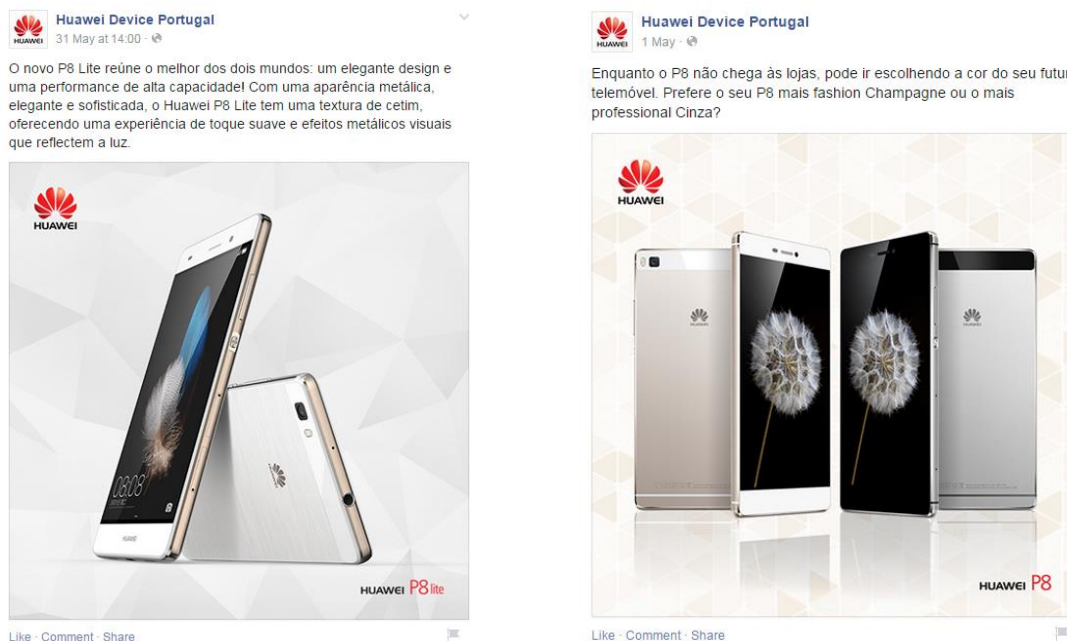 Huawei Device Portugal
31 May at 14:00 ·
O novo P8 Lite reúne o melhor dos dois mundos: um elegante design e
uma performance de alta capacidade! Com uma aparência metálica,
elegante e sofisticada, o Huawei P8 Lite tem uma textura de cetim,
oferecendo uma experiência de toque suave e efeitos metálicos visuais
que reflectem a luz.
HUAWEI
HUAWEI
08:08
HUAWEI
HUAWEI P8 lite
Like · Comment · Share
Huawei Device Portugal
1 May ·
Enquanto o P8 não chega às lojas, pode ir escolhendo a cor do seu futur
telemóvel. Prefere o seu P8 mais fashion Champagne ou o mais
professional Cinza?
HUAWEI
HUAWEI
HUAWEI
HUAWEI
HUAWEI P8
Like · Comment · Share